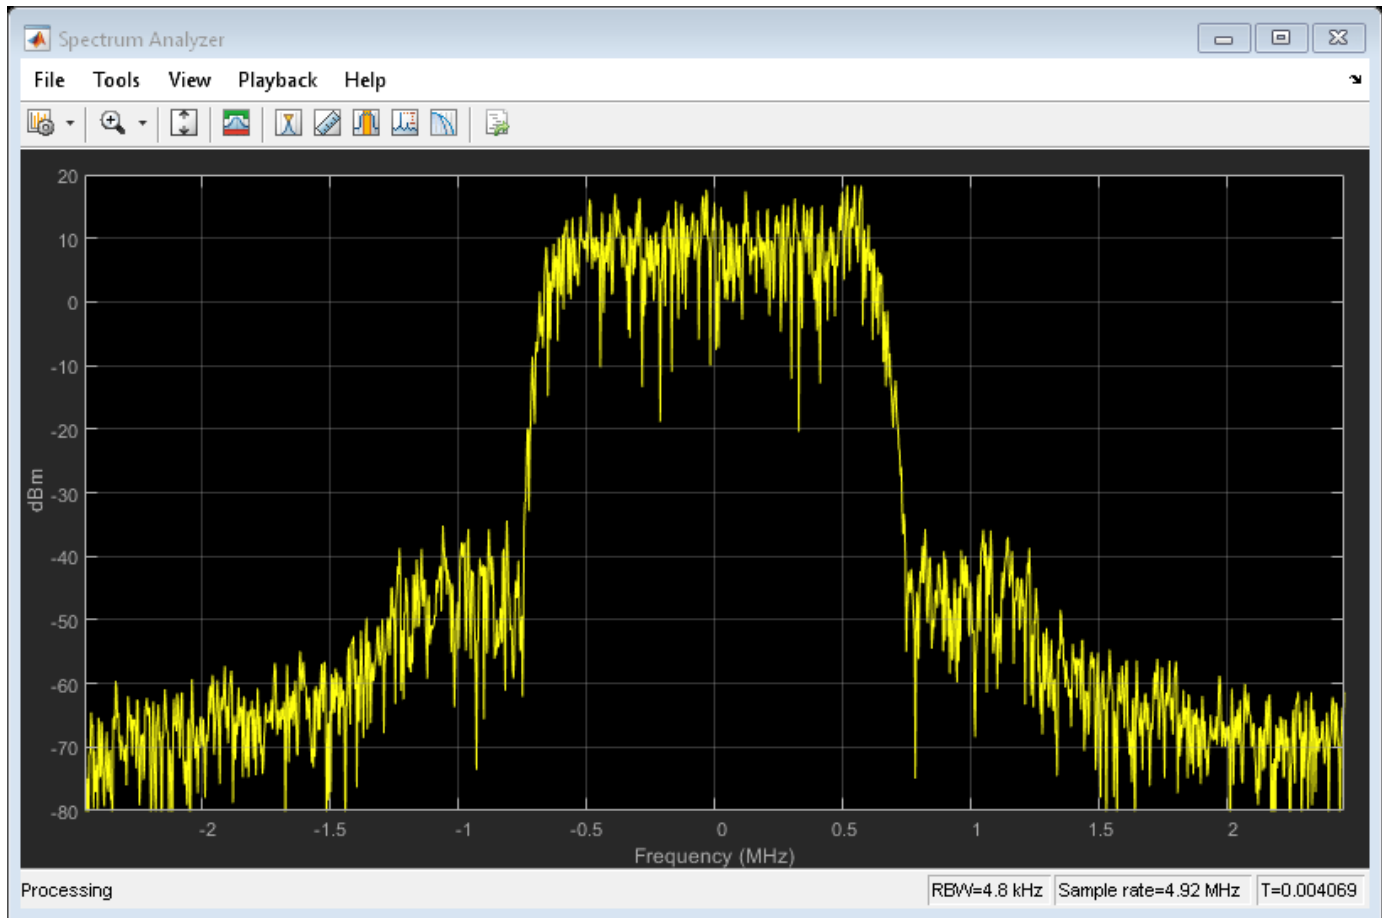 Spectrum Analyzer
File Tools View Playback Help
20
10
0
-10
-20
-30
-40
-50
-60
-70
-80
dBm
-2 -1.5 -1 -0.5 0 0.5 1 1.5 2
Frequency (MHz)
Processing RBW=4.8 kHz Sample rate=4.92 MHz T=0.004069